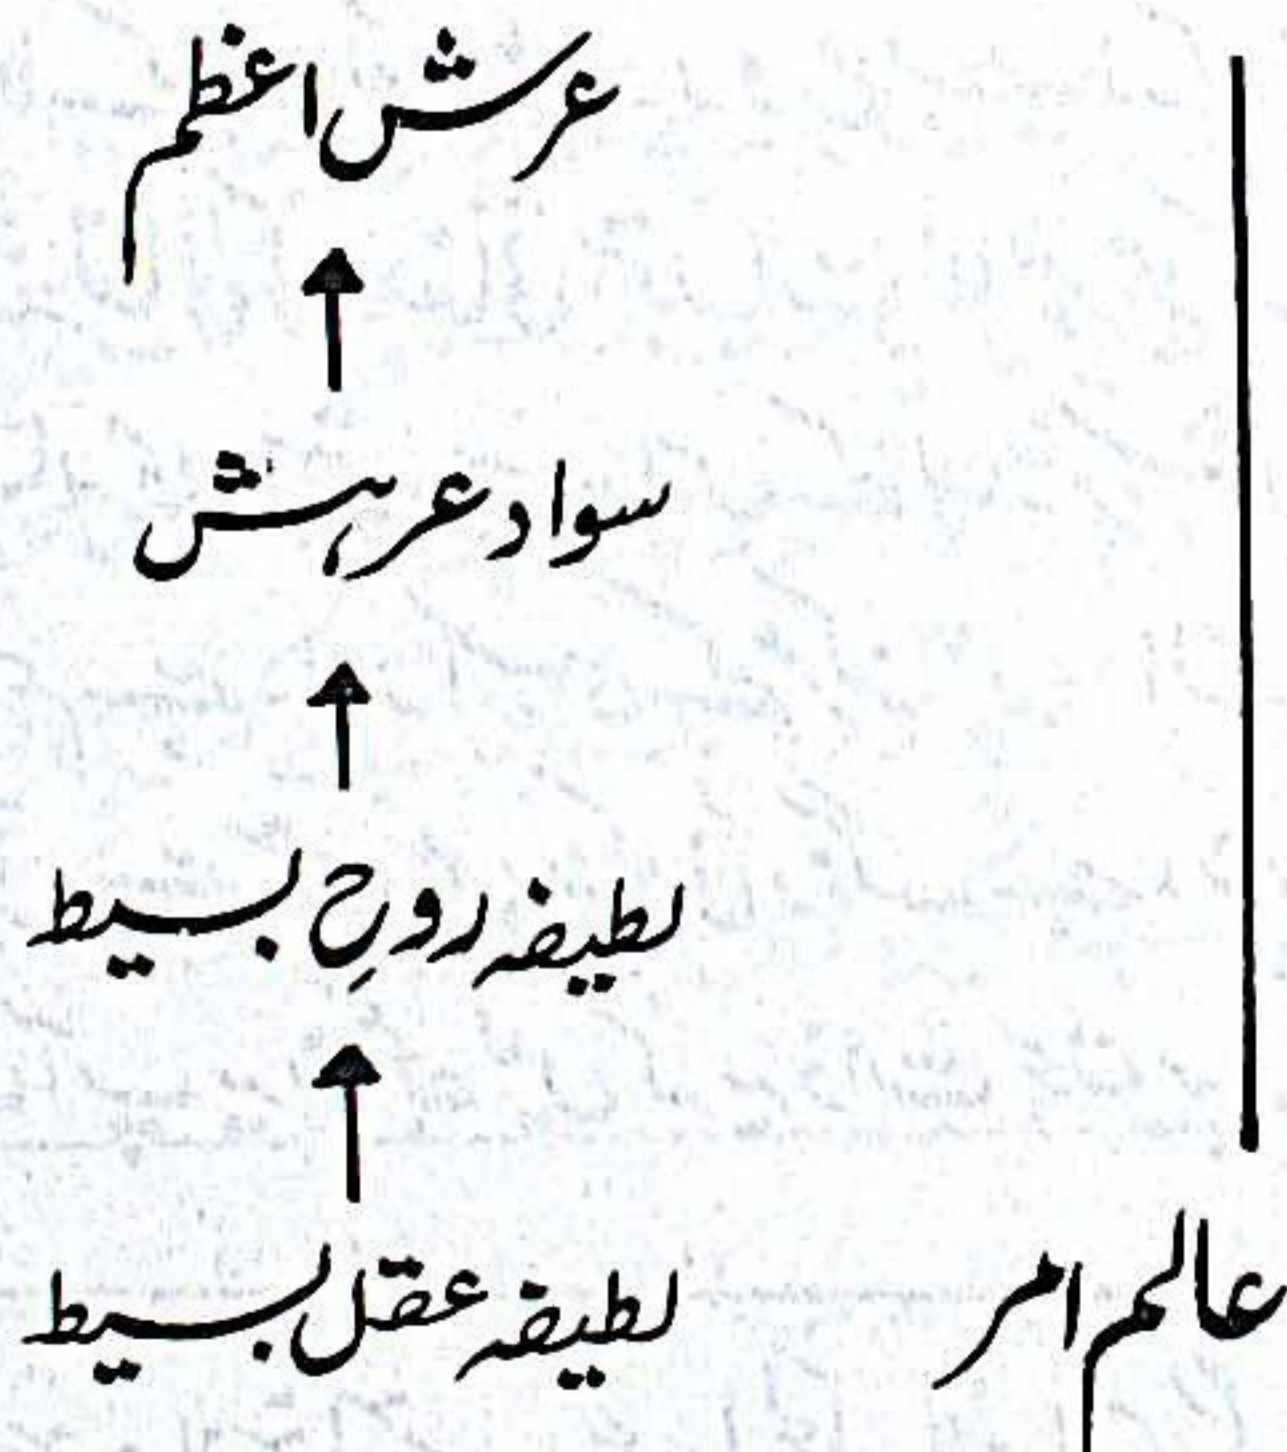 عرش اعظم
سواد عرش
لطیفہ روحِ بسیط
عالم امر
لطیفہ عقل بسیط